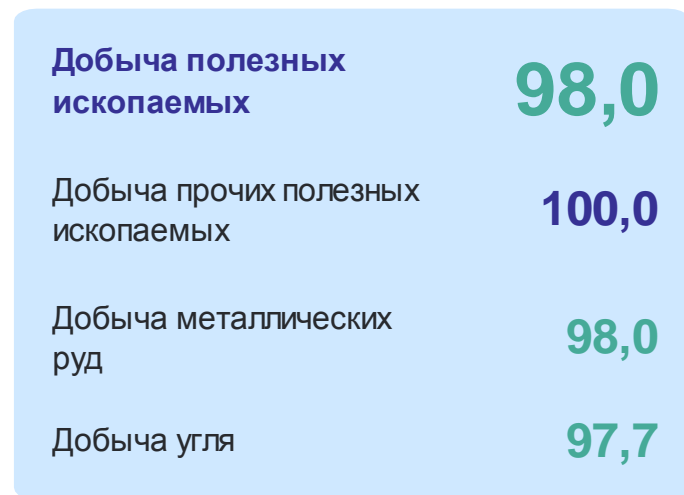 Добыча полезных
ископаемых
98,0
Добыча прочих полезных
ископаемых
100,0
Добыча металлических
руд
98,0
Добыча угля
97,7